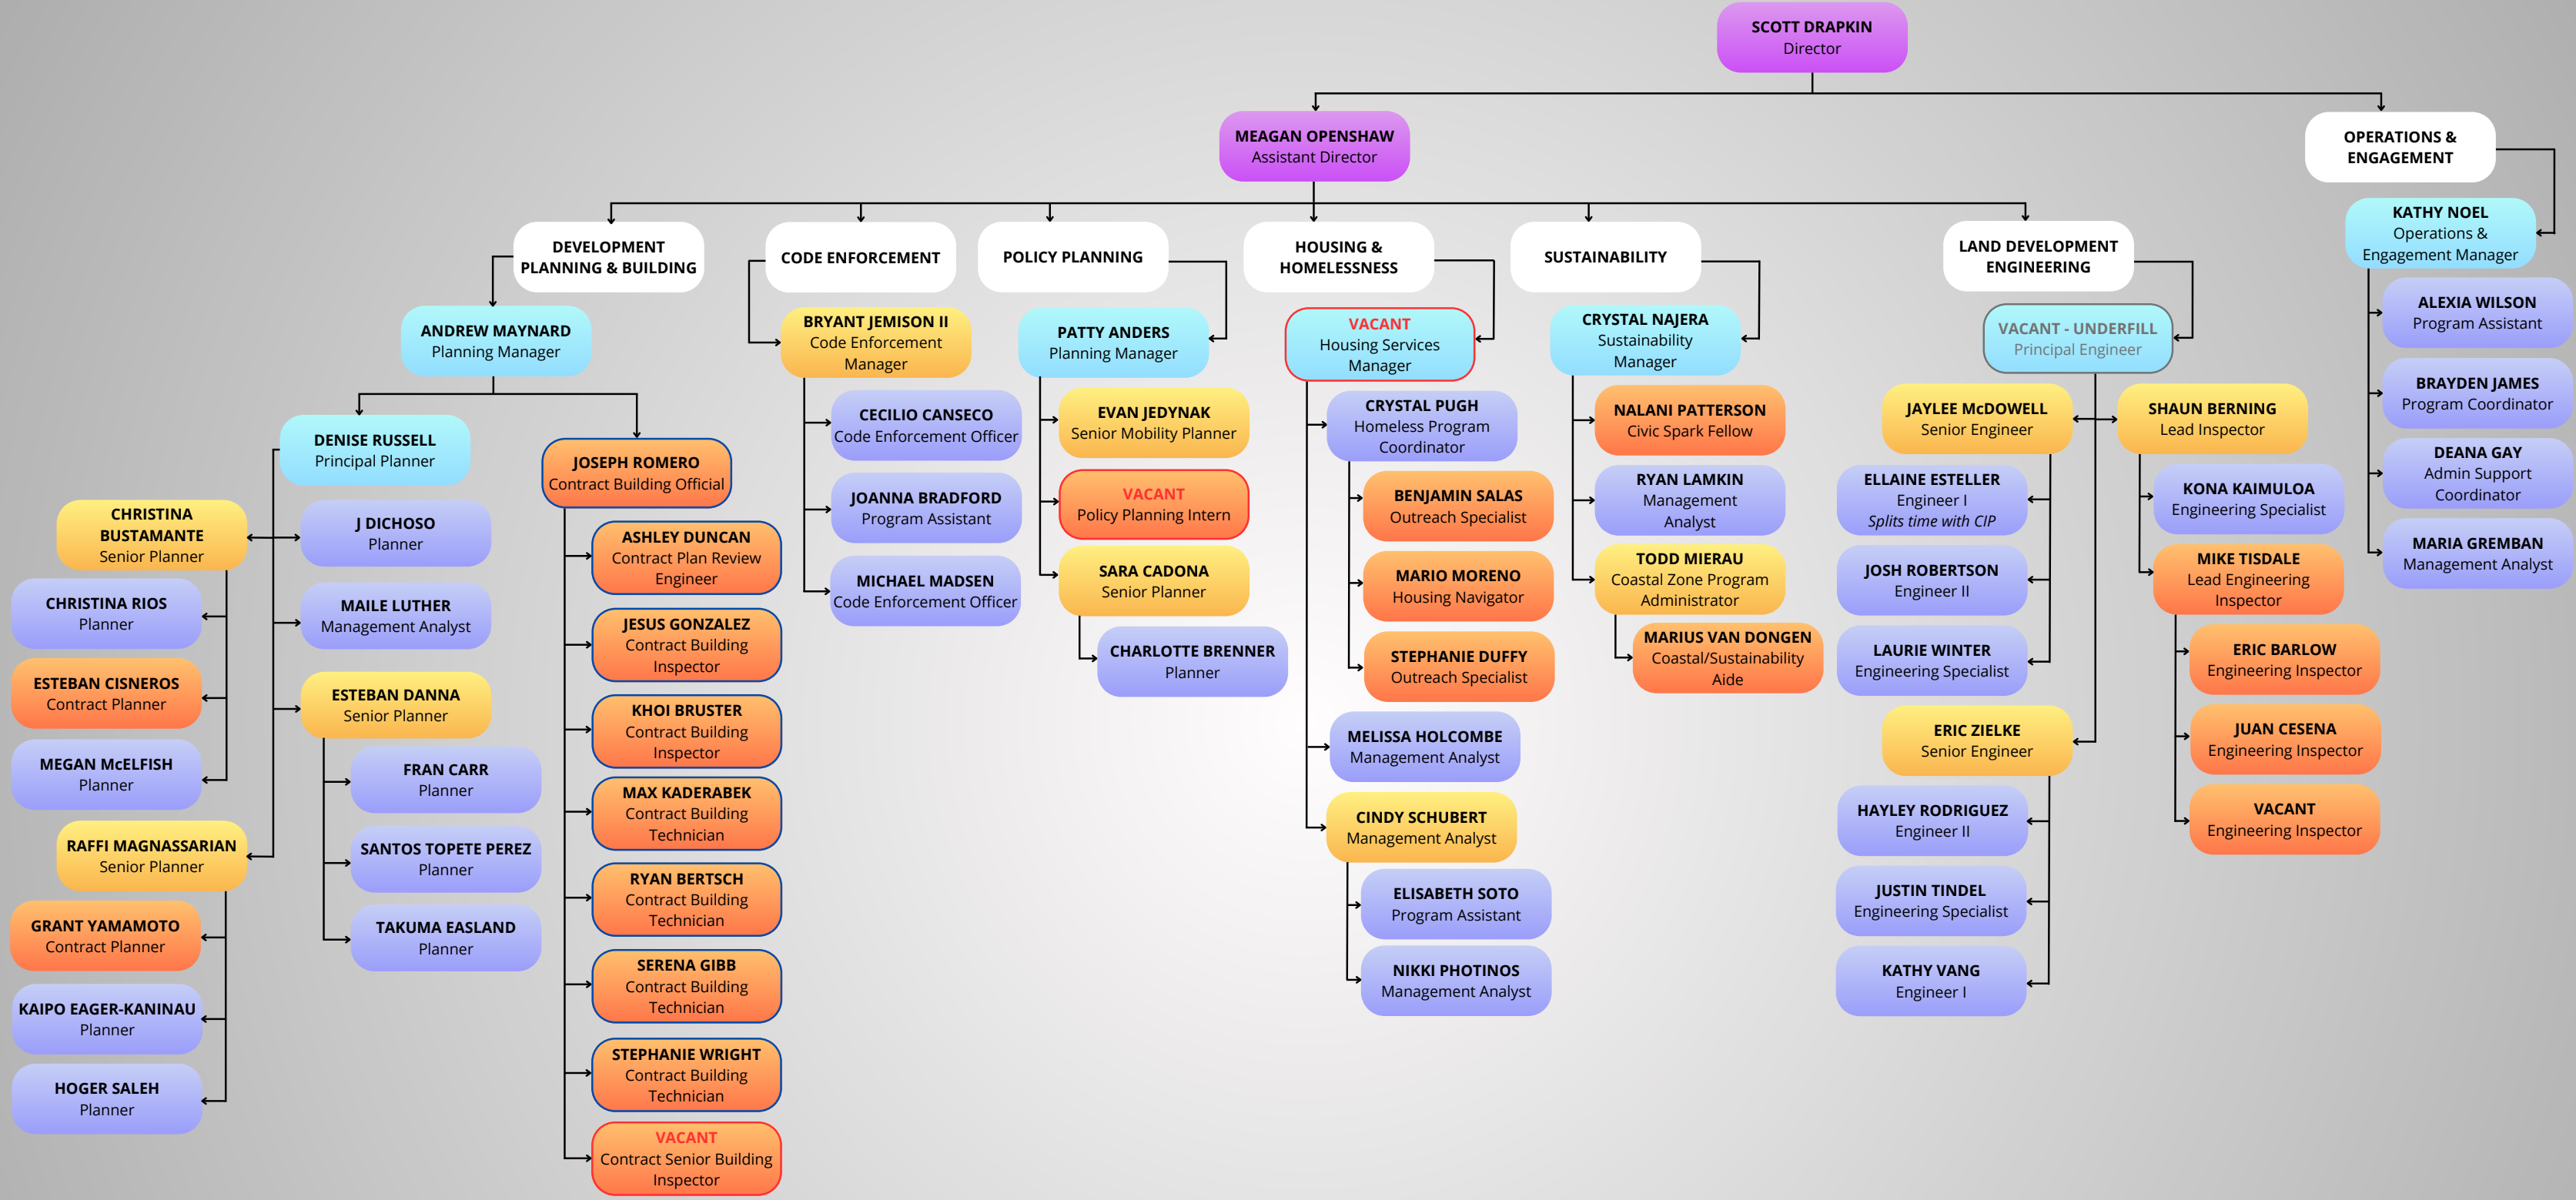 SCOTT DRAPKIN
Director
MEAGAN OPENSHAW
Assistant Director
OPERATIONS &
ENGAGEMENT
KATHY NOEL
Operations &
Engagement Manager
ALEXIA WILSON
Program Assistant
BRAYDEN JAMES
Program Coordinator
DEANA GAY
Admin Support
Coordinator
MARIA GREMBAN
Management Analyst
DEVELOPMENT
PLANNING & BUILDING
ANDREW MAYNARD
Planning Manager
DENISE RUSSELL
Principal Planner
CHRISTINA
BUSTAMANTE
Senior Planner
CHRISTINA RIOS
Planner
ESTEBAN CISNEROS
Contract Planner
MEGAN McELFISH
Planner
RAFFI MAGNASSARIAN
Senior Planner
GRANT YAMAMOTO
Contract Planner
KAIPO EAGER-KANINAU
Planner
HOGER SALEH
Planner
J DICHOSO
Planner
MAILE LUTHER
Management Analyst
ESTEBAN DANNA
Senior Planner
FRAN CARR
Planner
SANTOS TOPETE PEREZ
Planner
TAKUMA EASLAND
Planner
JOSEPH ROMERO
Contract Building Official
ASHLEY DUNCAN
Contract Plan Review
Engineer
JESUS GONZALEZ
Contract Building
Inspector
KHOI BRUSTER
Contract Building
Inspector
MAX KADERABEK
Contract Building
Technician
RYAN BERTSCH
Contract Building
Technician
SERENA GIBB
Contract Building
Technician
STEPHANIE WRIGHT
Contract Building
Technician
VACANT
Contract Senior Building
Inspector
CODE ENFORCEMENT
BRYANT JEMISON II
Code Enforcement
Manager
CECILIO CANSECO
Code Enforcement Officer
JOANNA BRADFORD
Program Assistant
MICHAEL MADSEN
Code Enforcement Officer
POLICY PLANNING
PATTY ANDERS
Planning Manager
EVAN JEDYNAK
Senior Mobility Planner
VACANT
Policy Planning Intern
SARA CADONA
Senior Planner
CHARLOTTE BRENNER
Planner
HOUSING &
HOMELESSNESS
VACANT
Housing Services
Manager
CRYSTAL PUGH
Homeless Program
Coordinator
BENJAMIN SALAS
Outreach Specialist
MARIO MORENO
Housing Navigator
STEPHANIE DUFFY
Outreach Specialist
MELISSA HOLCOMBE
Management Analyst
CINDY SCHUBERT
Management Analyst
ELISABETH SOTO
Program Assistant
NIKKI PHOTINOS
Management Analyst
SUSTAINABILITY
CRYSTAL NAJERA
Sustainability
Manager
NALANI PATTERSON
Civic Spark Fellow
RYAN LAMKIN
Management
Analyst
TODD MIERAU
Coastal Zone Program
Administrator
MARIUS VAN DONGEN
Coastal/Sustainability
Aide
LAND DEVELOPMENT
ENGINEERING
VACANT - UNDERFILL
Principal Engineer
JAYLEE McDOWELL
Senior Engineer
ELLAINE ESTELLER
Engineer I
Splits time with CIP
JOSH ROBERTSON
Engineer II
LAURIE WINTER
Engineering Specialist
ERIC ZIELKE
Senior Engineer
HAYLEY RODRIGUEZ
Engineer II
JUSTIN TINDEL
Engineering Specialist
KATHY VANG
Engineer I
SHAUN BERNING
Lead Inspector
KONA KAIMULOA
Engineering Specialist
MIKE TISDALE
Lead Engineering
Inspector
ERIC BARLOW
Engineering Inspector
JUAN CESENA
Engineering Inspector
VACANT
Engineering Inspector